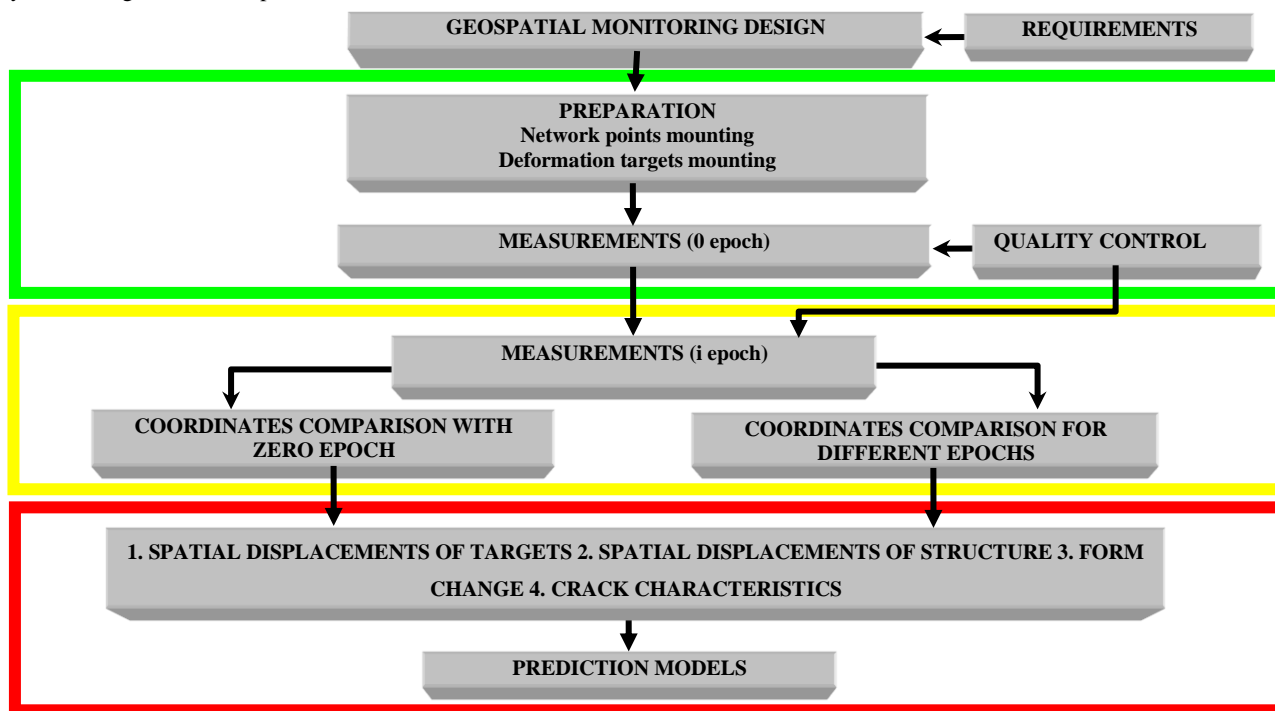 GEOSPATIAL MONITORING DESIGN
REQUIREMENTS
PREPARATION
Network points mounting
Deformation targets mounting
MEASUREMENTS (0 epoch)
QUALITY CONTROL
MEASUREMENTS (i epoch)
COORDINATES COMPARISON WITH
ZERO EPOCH
COORDINATES COMPARISON FOR
DIFFERENT EPOCHS
1. SPATIAL DISPLACEMENTS OF TARGETS 2. SPATIAL DISPLACEMENTS OF STRUCTURE 3. FORM
CHANGE 4. CRACK CHARACTERISTICS
PREDICTION MODELS